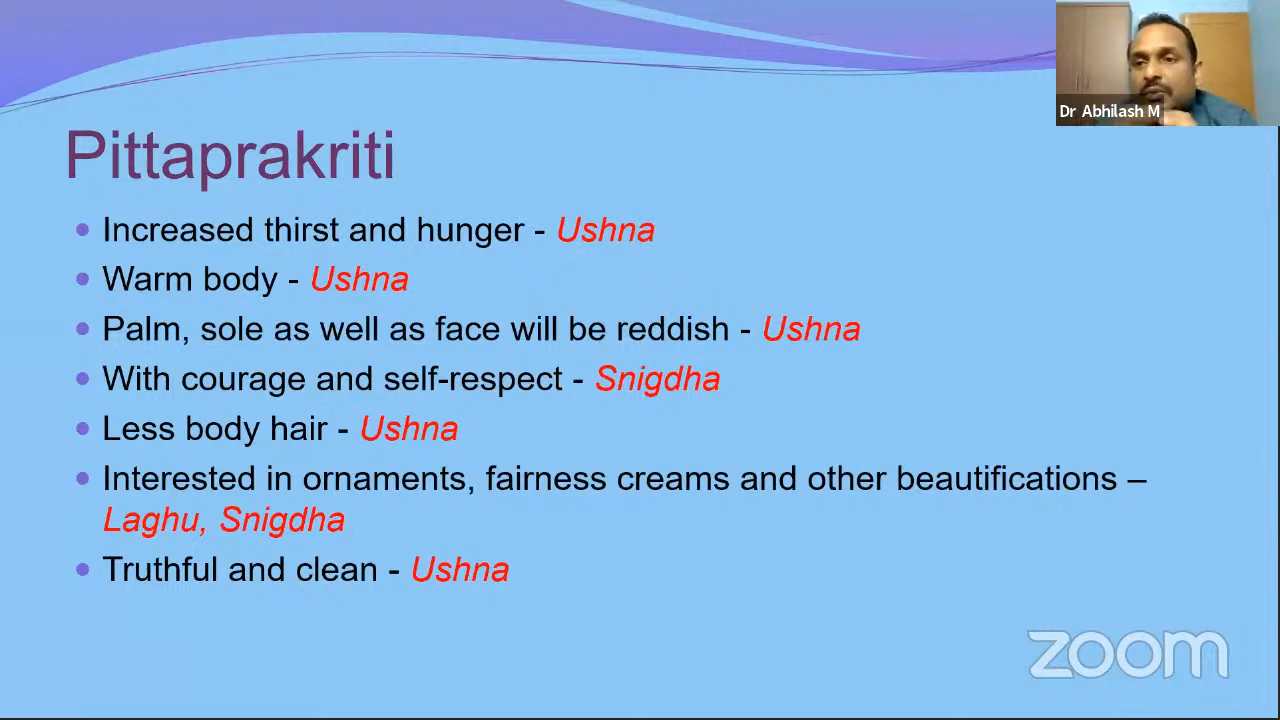 Dr Abhilash M
Pittaprakriti
Increased thirst and hunger - Ushna
Warm body - Ushna
Palm, sole as well as face will be reddish - Ushna
With courage and self-respect - Snigdha
Less body hair - Ushna
Interested in ornaments, fairness creams and other beautifications –
Laghu, Snigdha
Truthful and clean - Ushna
zoom